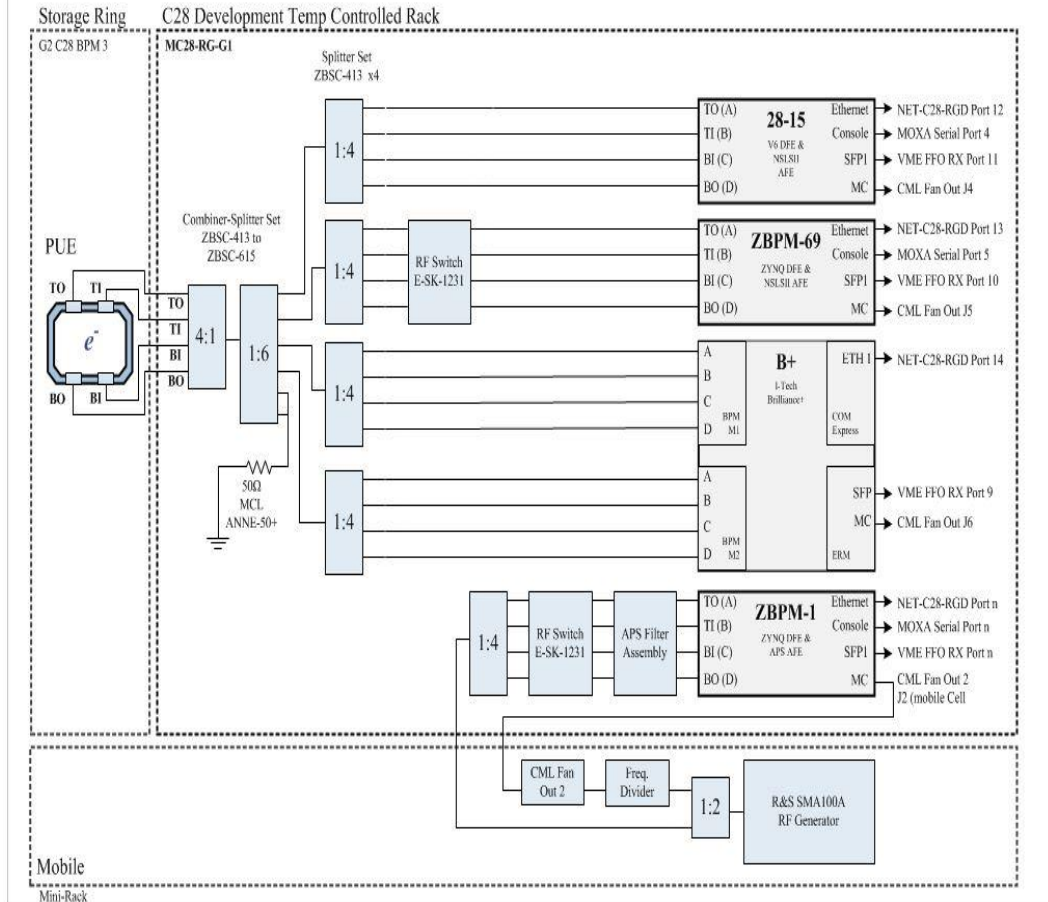 Storage Ring
C28 Development Temp Controlled Rack
G2 C28 BPM 3
MC28-RG-G1
Splitter Set
ZBSC-413 x4
Combiner-Splitter Set
ZBSC-413 to
ZBSC-615
PUE
TO
TI
e-
BO
BI
TO
TI
BI
BO
4:1
1:6
50Ω
MCL
ANNE-50+
1:4
TO (A)
TI (B)
BI (C)
BO (D)
28-15
V6 DFE &
NSLSII
AFE
Ethernet
Console
SFP1
MC
NET-C28-RGD Port 12
MOXA Serial Port 4
VME FFO RX Port 11
CML Fan Out J4
1:4
RF Switch
E-SK-1231
TO (A)
TI (B)
BI (C)
BO (D)
ZBPM-69
ZYNQ DFE &
NSLSII AFE
Ethernet
Console
SFP1
MC
NET-C28-RGD Port 13
MOXA Serial Port 5
VME FFO RX Port 10
CML Fan Out J5
1:4
A
B
C
D
BPM
M1
B+
I-Tech
Brilliance+
ETH 1
COM
Express
NET-C28-RGD Port 14
1:4
A
B
C
D
BPM
M2
SFP
MC
ERM
VME FFO RX Port 9
CML Fan Out J6
1:4
RF Switch
E-SK-1231
APS Filter
Assembly
TO (A)
TI (B)
BI (C)
BO (D)
ZBPM-1
ZYNQ DFE &
APS AFE
Ethernet
Console
SFP1
MC
NET-C28-RGD Port n
MOXA Serial Port n
VME FFO RX Port n
CML Fan Out 2
J2 (mobile Cell
CML Fan
Out 2
Freq.
Divider
1:2
R&S SMA100A
RF Generator
Mobile
Mini-Rack